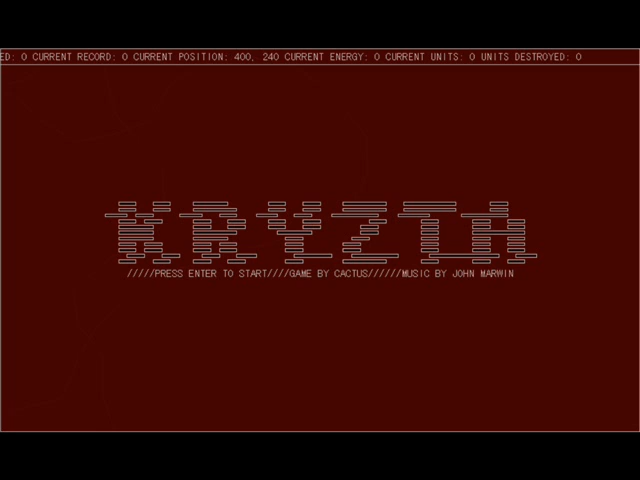 ED: 0 CURRENT RECORD: 0 CURRENT POSITION: 400, 240 CURRENT ENERGY: 0 CURRENT UNITS: 0 UNITS DESTROYED: 0
KRYZTA
/////PRESS ENTER TO START////GAME BY CACTUS//////MUSIC BY JOHN MARWIN